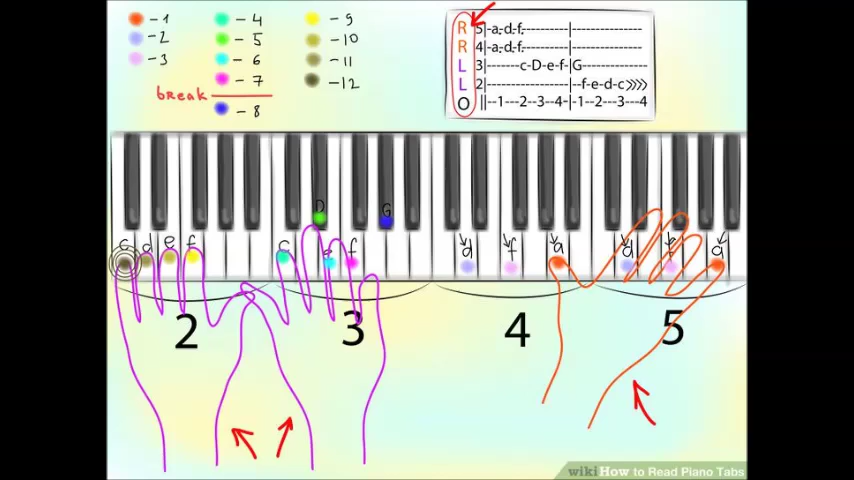 - 1
- 2
- 3
- 4
- 5
- 6
- 7
break
- 8
- 9
- 10
- 11
- 12
R 5|-a-d-f----------|----------------
R 4|-a-d-f----------|----------------
L 3|-------c-D-e-f-|G
L 2|----------------|--f-e-d-c>>>>
O ||--1---2--3--4-|-1--2---3---4
D G
c d e f c e f d f a d f a
2 3 4 5
wikiHow to Read Piano Tabs